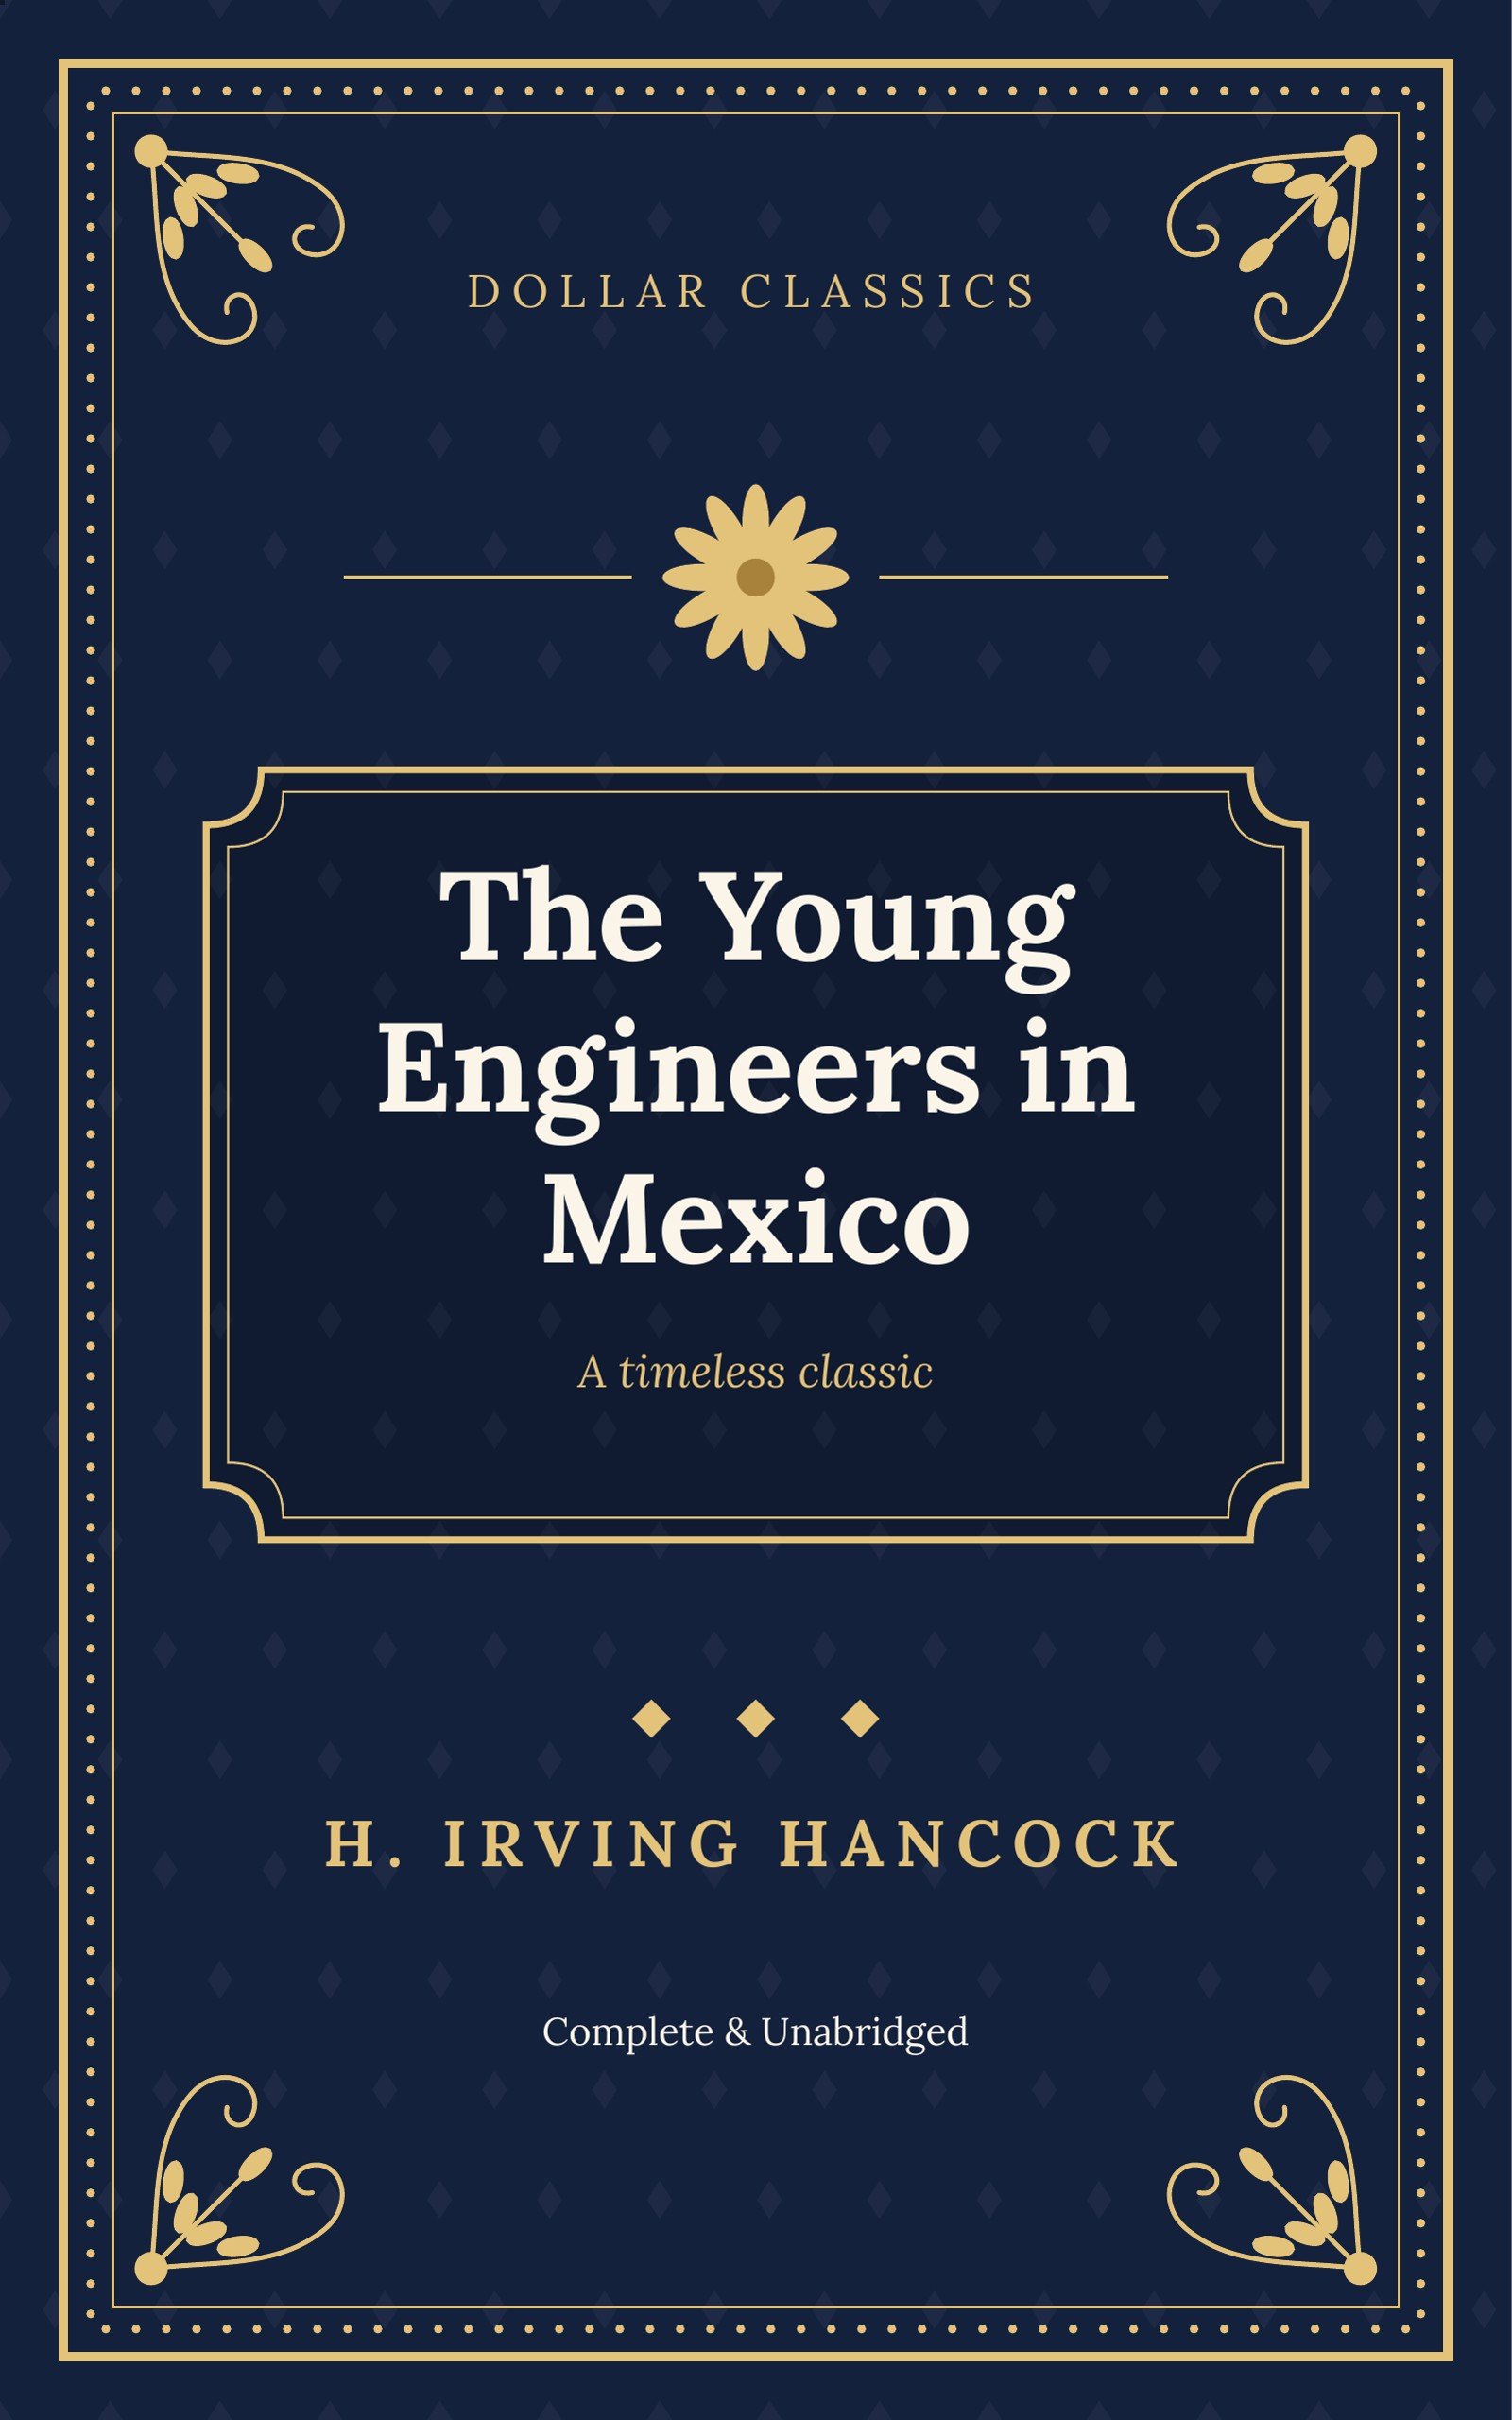 DOLLAR CLASSICS
The Young
Engineers in
Mexico
A timeless classic
H. IRVING HANCOCK
Complete & Unabridged